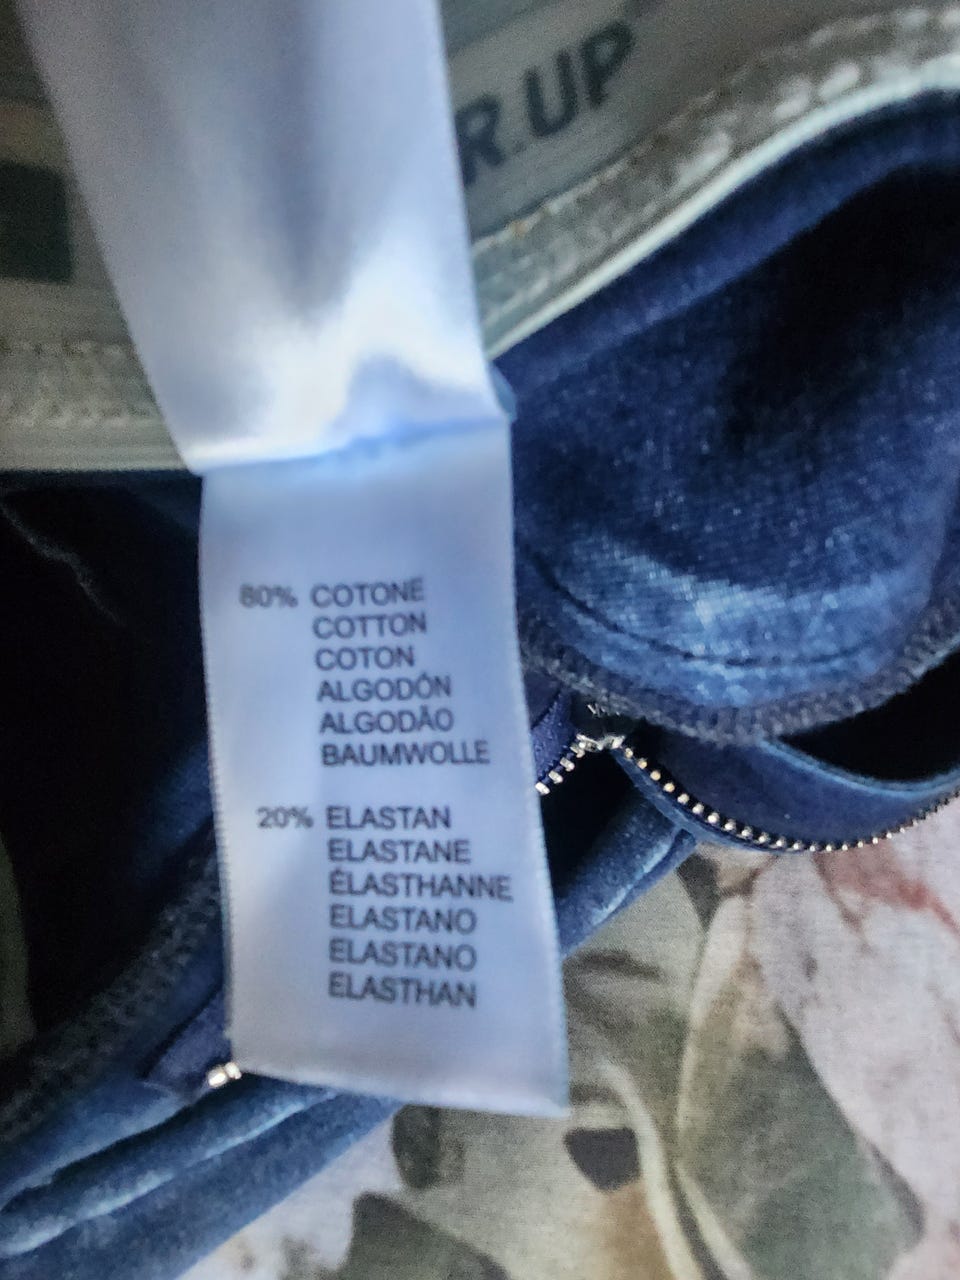 R.UP
80% COTONE
COTTON
COTON
ALGODÓN
ALGODÃO
BAUMWOLLE
20% ELASTAN
ELASTANE
ÉLASTHANNE
ELASTANO
ELASTANO
ELASTHAN